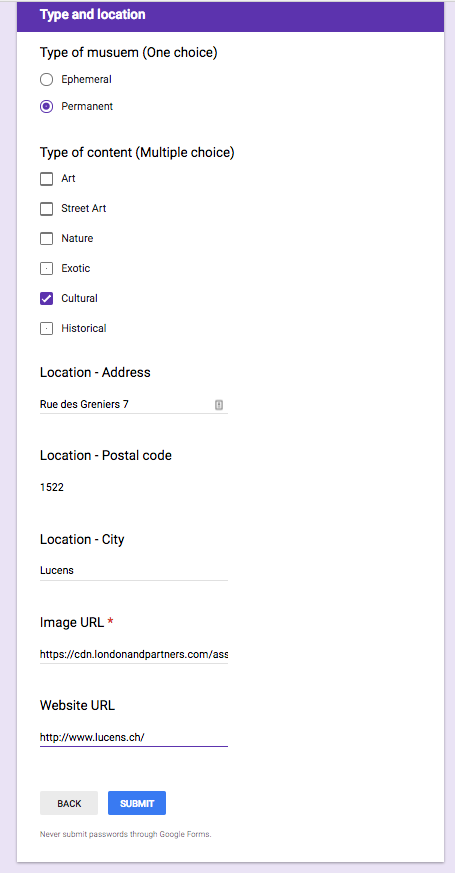 Type and location
Type of musuem (One choice)
Ephemeral
Permanent
Type of content (Multiple choice)
Art
Street Art
Nature
Exotic
Cultural
Historical
Location - Address
Rue des Greniers 7
Location - Postal code
1522
Location - City
Lucens
Image URL *
https://cdn.londonandpartners.com/ass
Website URL
http://www.lucens.ch/
BACK SUBMIT
Never submit passwords through Google Forms.